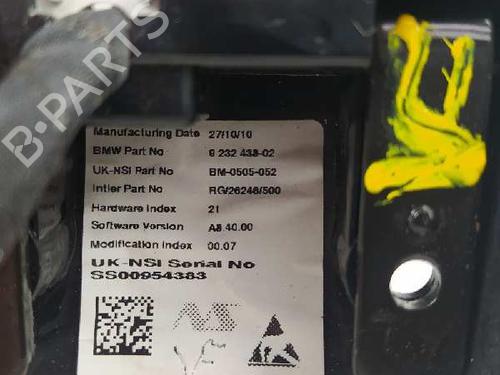 B-PARTS
Manufacturing Date 27/10/10
BMW Part No 9 232 438-02
UK-NSI Part No BM-0505-052
Intier Part No RG/26246/500
Hardware Index 21
Software Version A8.40.00
Modification Index 00.07
UK-NSI Serial No
SS00954383